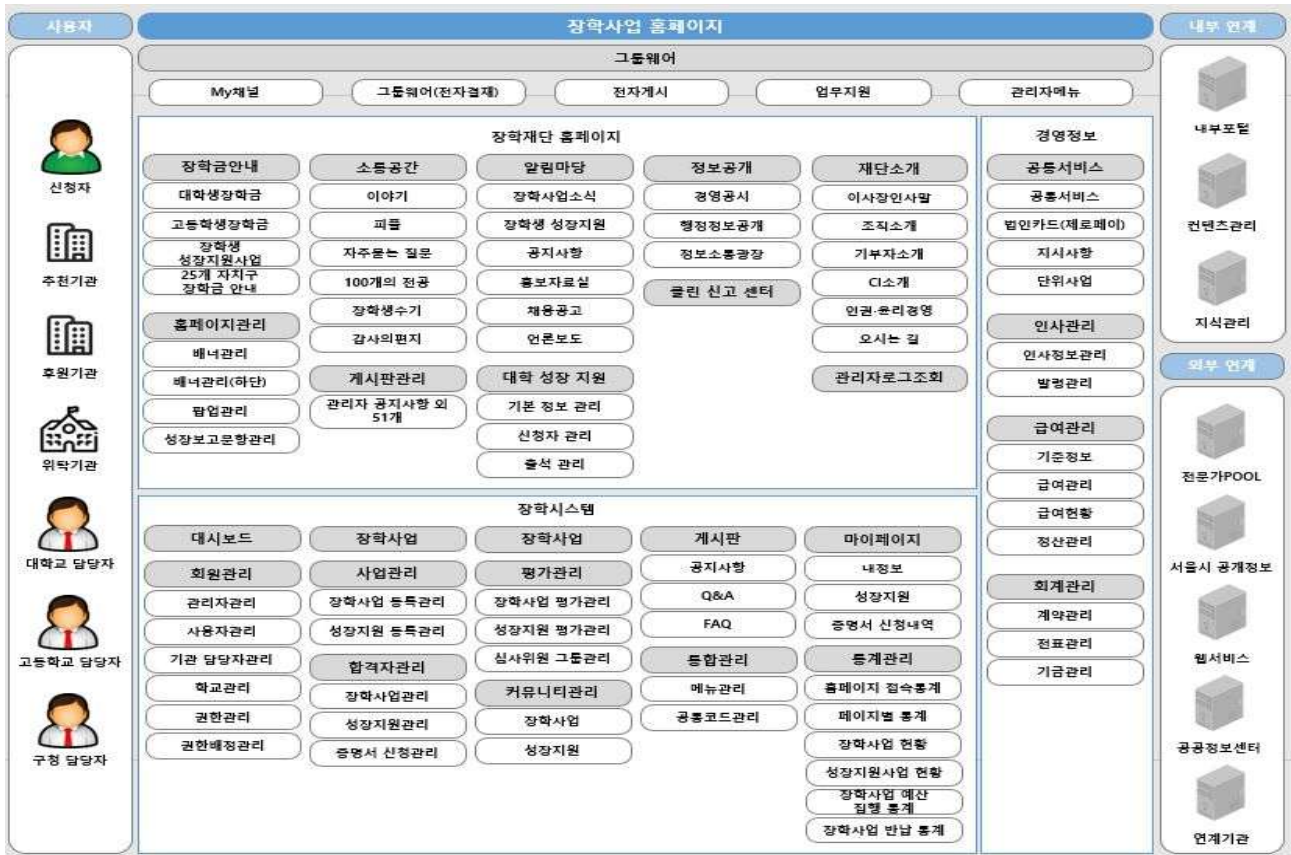 사용자
장학사업 홈페이지
내부 연계
그룹웨어
My채널
그룹웨어(전자결재)
전자게시
업무지원
관리자메뉴
신청자
추천기관
후원기관
위탁기관
대학교 담당자
고등학교 담당자
구청 담당자
장학재단 홈페이지
장학금안내
대학생장학금
고등학생장학금
장학생
성장지원사업
25개 자치구
장학금 안내
홈페이지관리
배너관리
배너관리(하단)
팝업관리
성장보고문항관리
소통공간
이야기
피플
자주묻는 질문
100개의 전공
장학생수기
감사의편지
게시판관리
관리자 공지사항 외
51개
알림마당
장학사업소식
장학생 성장지원
공지사항
홍보자료실
채용공고
언론보도
대학 성장 지원
기본 정보 관리
신청자 관리
출석 관리
정보공개
경영공시
행정정보공개
정보소통광장
클린 신고 센터
재단소개
이사장인사말
조직소개
기부자소개
CI소개
인권·윤리경영
오시는 길
관리자로그조회
장학시스템
대시보드
회원관리
관리자관리
사용자관리
기관 담당자관리
학교관리
권한관리
권한배정관리
장학사업
사업관리
장학사업 등록관리
성장지원 등록관리
합격자관리
장학사업관리
성장지원관리
증명서 신청관리
장학사업
평가관리
장학사업 평가관리
성장지원 평가관리
심사위원 그룹관리
커뮤니티관리
장학사업
성장지원
게시판
공지사항
Q&A
FAQ
통합관리
메뉴관리
공통코드관리
마이페이지
내정보
성장지원
증명서 신청내역
통계관리
홈페이지 접속통계
페이지별 통계
장학사업 현황
성장지원사업 현황
장학사업 예산
집행 통계
장학사업 반납 통계
경영정보
공통서비스
공통서비스
법인카드(제로페이)
지시사항
단위사업
인사관리
인사정보관리
발령관리
급여관리
기준정보
급여관리
급여현황
정산관리
회계관리
계약관리
전표관리
기금관리
내부포털
컨텐츠관리
지식관리
외부 연계
전문가POOL
서울시 공개정보
웹서비스
공공정보센터
연계기관